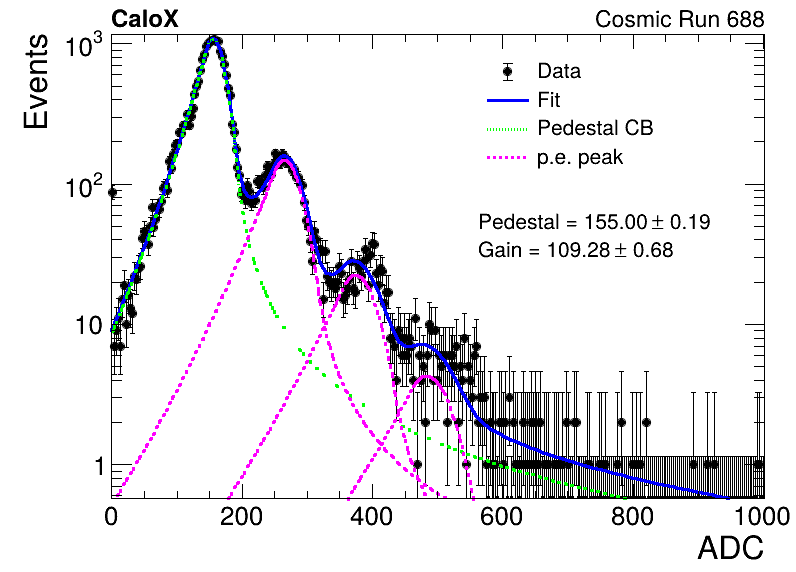 CaloX Cosmic Run 688
Events
Data
Fit
Pedestal CB
p.e. peak
Pedestal = 155.00 ± 0.19
Gain = 109.28 ± 0.68
10³
10²
10
1
0 200 400 600 800 1000
ADC